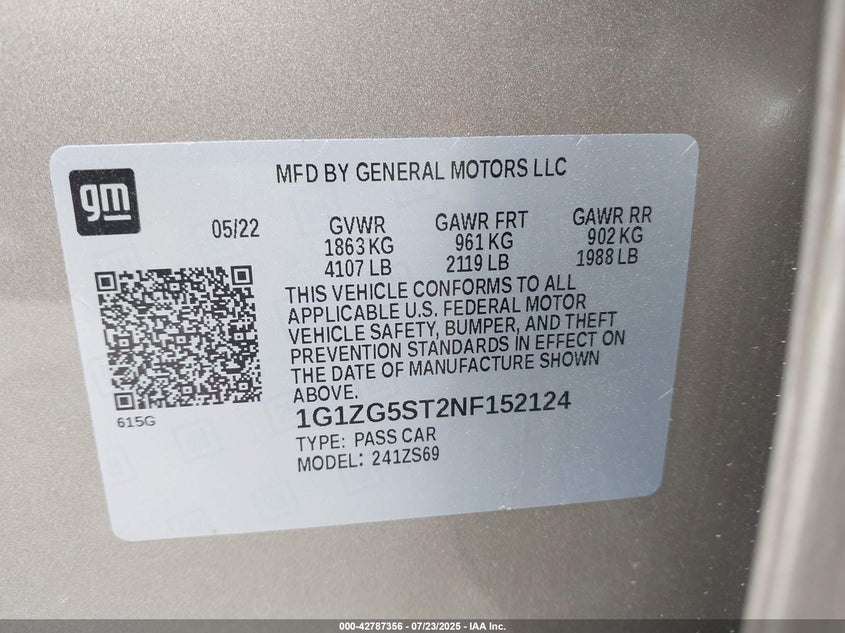 MFD BY GENERAL MOTORS LLC
gm
05/22
GVWR
1863 KG
4107 LB
GAWR FRT
961 KG
2119 LB
GAWR RR
902 KG
1988 LB
THIS VEHICLE CONFORMS TO ALL
APPLICABLE U.S. FEDERAL MOTOR
VEHICLE SAFETY, BUMPER, AND THEFT
PREVENTION STANDARDS IN EFFECT ON
THE DATE OF MANUFACTURE SHOWN
ABOVE.
615G
1G1ZG5ST2NF152124
TYPE: PASS CAR
MODEL: 241ZS69
000-42787356 - 07/23/2025 - IAA Inc.